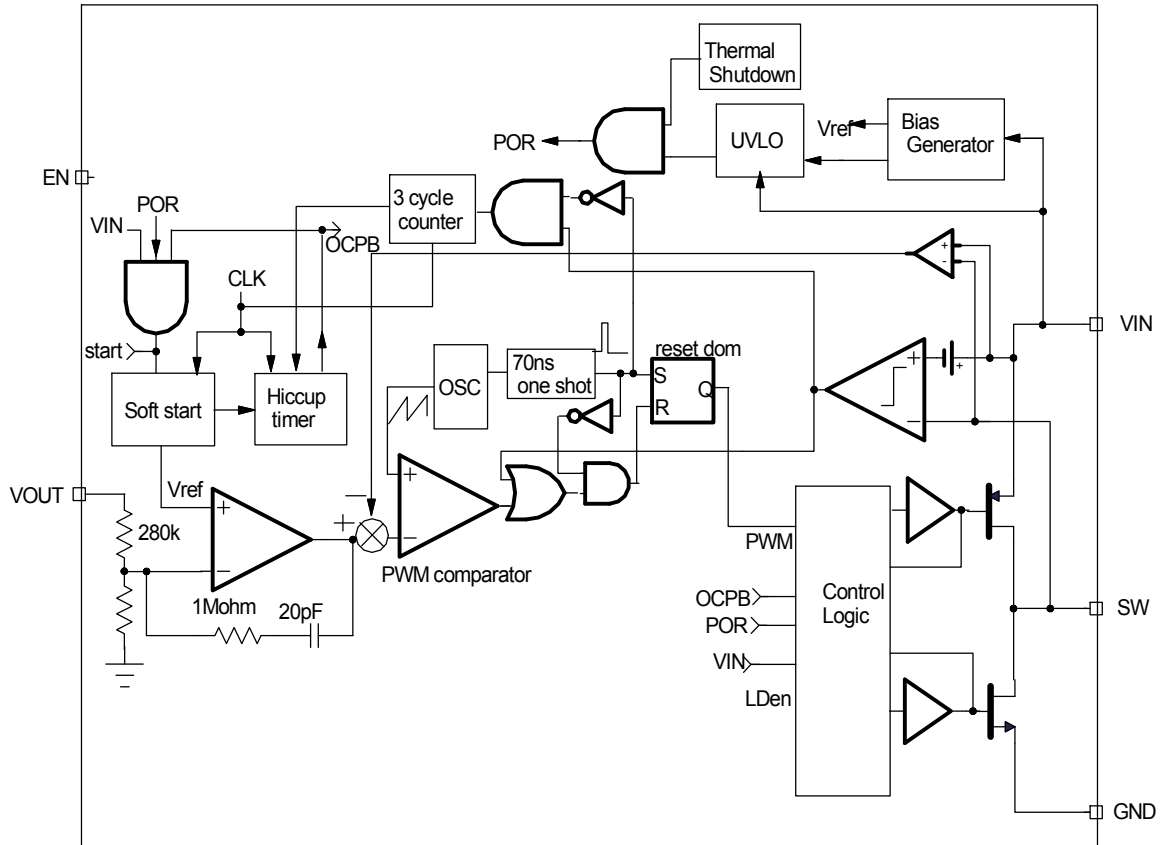 Thermal
Shutdown
POR
UVLO
Vref
Bias
Generator
EN
VIN
POR
OCPB
3 cycle
counter
CLK
start
Soft start
Hiccup
timer
OSC
70ns
one shot
reset dom
S
Q
R
+
-
+
−
VIN
VOUT
Vref
280k
+
−
+
−
+
−
PWM comparator
1Mohm
20pF
PWM
OCPB
POR
VIN
LDen
Control
Logic
+
SW
GND